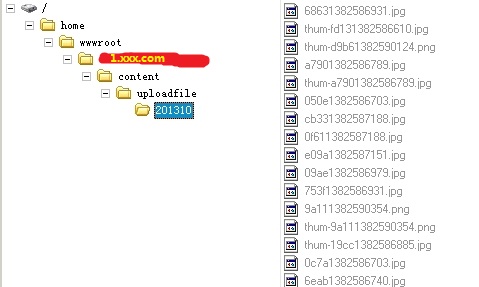 /
home
wwwroot
1.xxx.com
content
uploadfile
201310
68631382586931.jpg
thum-fd131382586610.jpg
thum-d9b61382590124.png
a7901382586789.jpg
thum-a7901382586789.jpg
050e1382586703.jpg
cb331382587188.jpg
0f611382587188.jpg
e09a1382587151.jpg
09ae1382586979.jpg
753f1382586931.jpg
9a111382590354.png
thum-9a111382590354.png
thum-19cc1382586885.jpg
0c7a1382586703.jpg
6eab1382586740.jpg